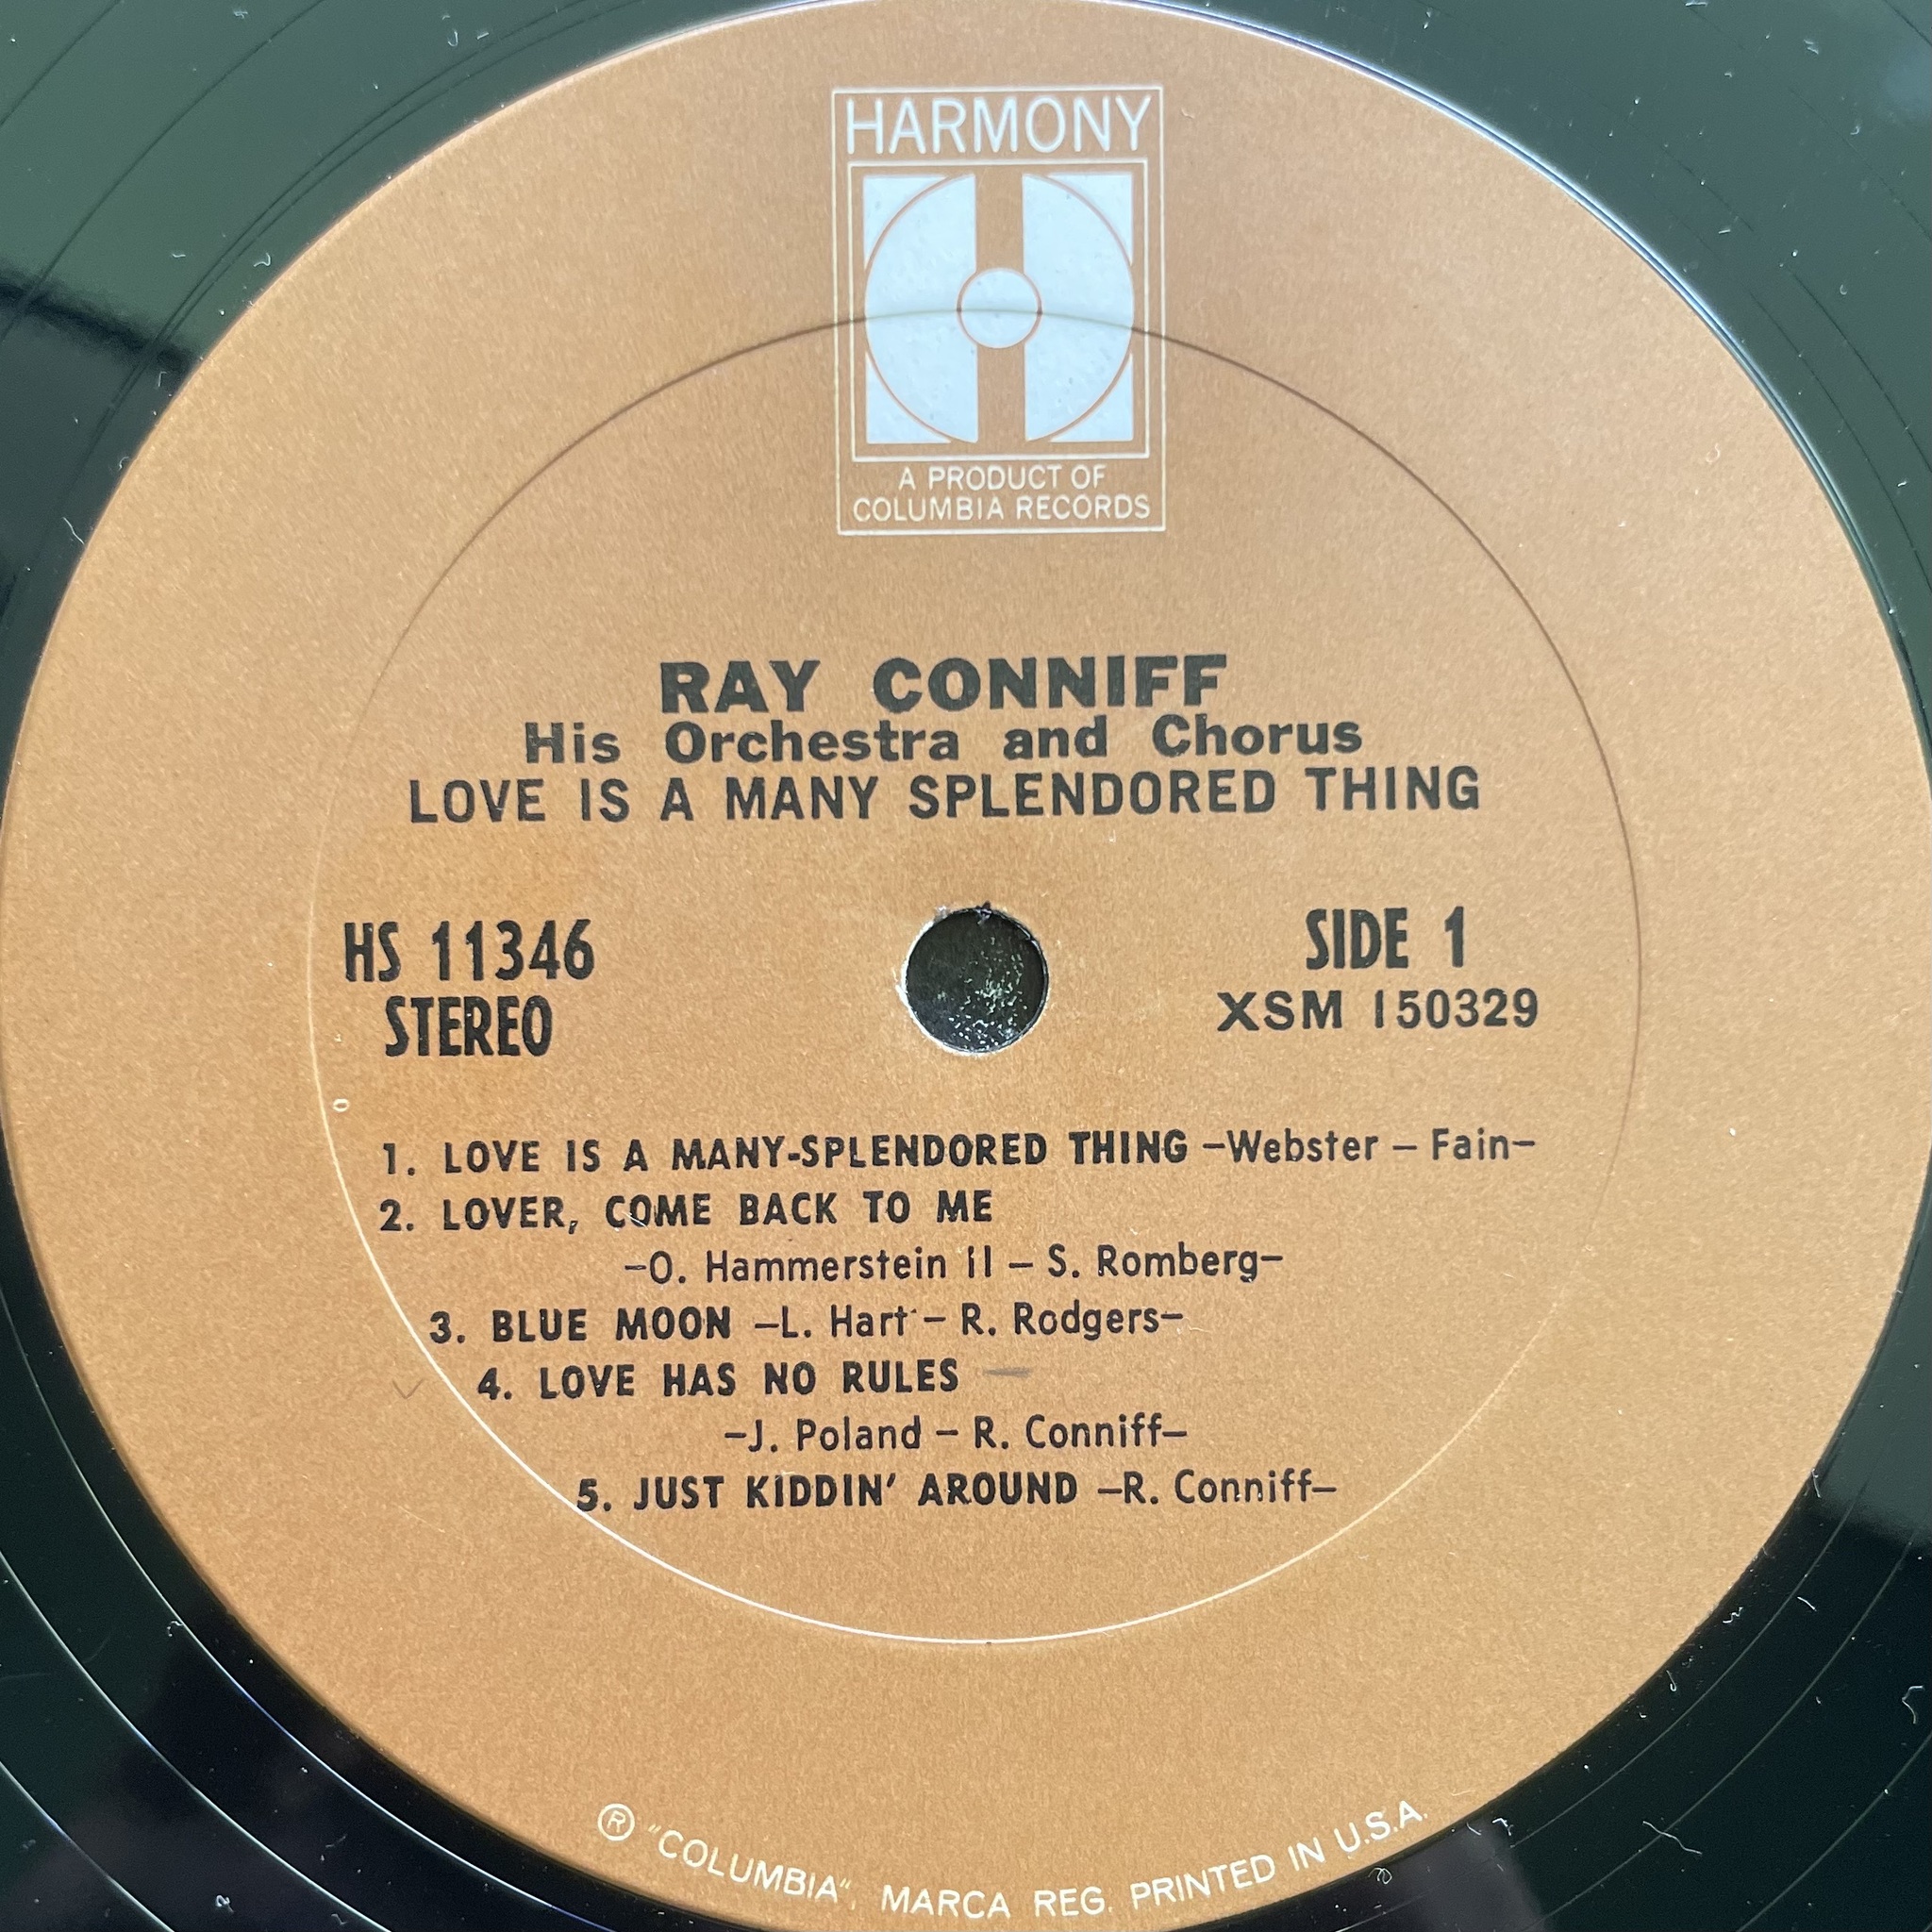 HARMONY
A PRODUCT OF
COLUMBIA RECORDS
RAY CONNIFF
His Orchestra and Chorus
LOVE IS A MANY SPLENDORED THING
HS 11346
STEREO
SIDE 1
XSM 150329
1. LOVE IS A MANY-SPLENDORED THING –Webster – Fain–
2. LOVER, COME BACK TO ME
–O. Hammerstein II – S. Romberg–
3. BLUE MOON –L. Hart – R. Rodgers–
4. LOVE HAS NO RULES
–J. Poland – R. Conniff–
5. JUST KIDDIN' AROUND –R. Conniff–
® "COLUMBIA", MARCA REG. PRINTED IN U.S.A.